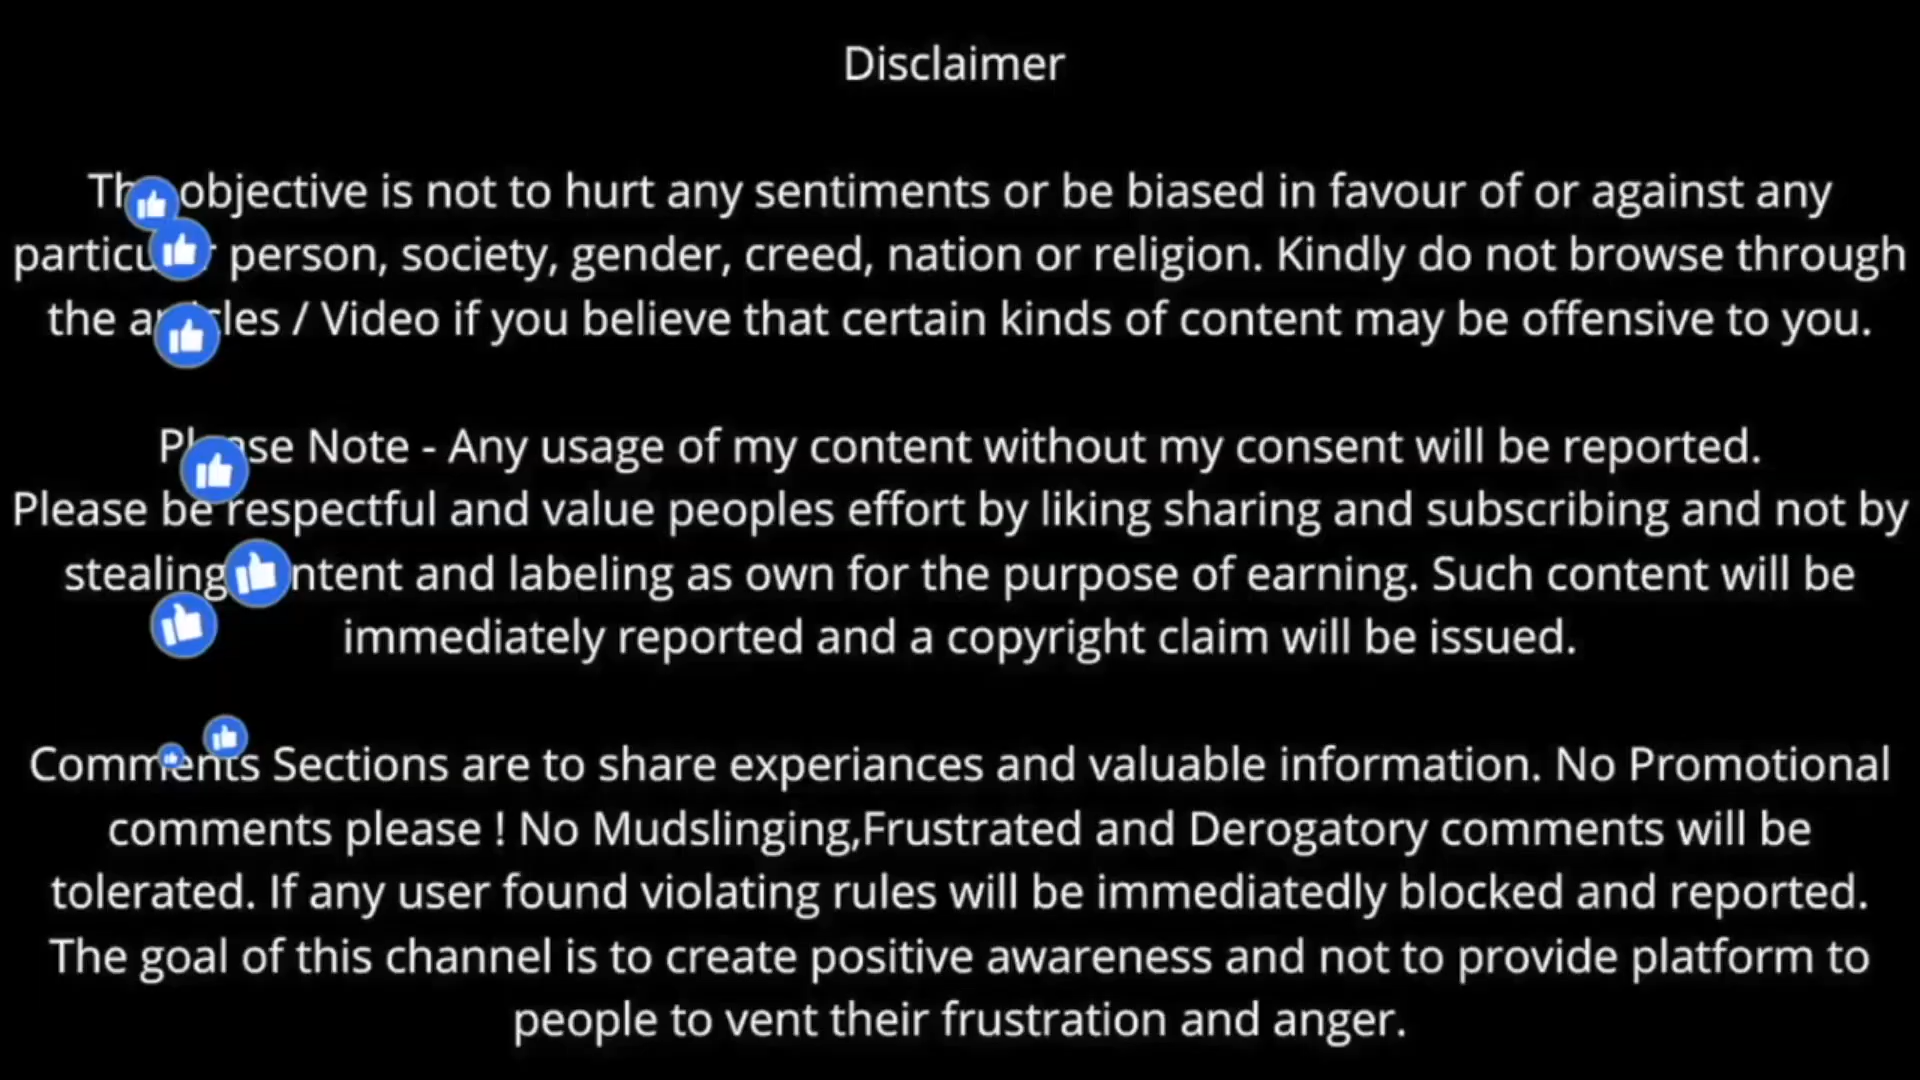 Disclaimer
The objective is not to hurt any sentiments or be biased in favour of or against any
particular person, society, gender, creed, nation or religion. Kindly do not browse through
the articles / Video if you believe that certain kinds of content may be offensive to you.
Please Note - Any usage of my content without my consent will be reported.
Please be respectful and value peoples effort by liking sharing and subscribing and not by
stealing content and labeling as own for the purpose of earning. Such content will be
immediately reported and a copyright claim will be issued.
Comments Sections are to share experiances and valuable information. No Promotional
comments please ! No Mudslinging,Frustrated and Derogatory comments will be
tolerated. If any user found violating rules will be immediatedly blocked and reported.
The goal of this channel is to create positive awareness and not to provide platform to
people to vent their frustration and anger.